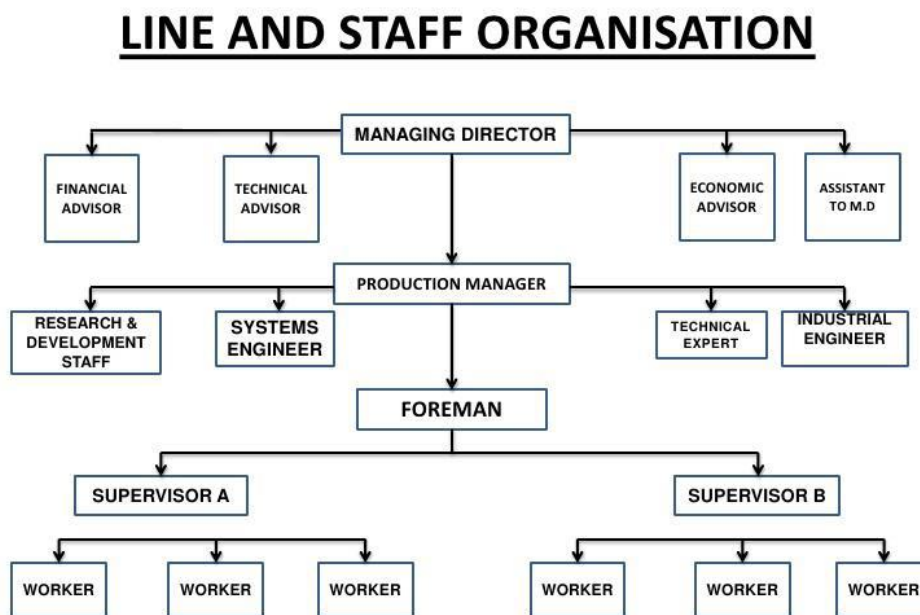 LINE AND STAFF ORGANISATION
MANAGING DIRECTOR
FINANCIAL
ADVISOR
TECHNICAL
ADVISOR
ECONOMIC
ADVISOR
ASSISTANT
TO M.D
PRODUCTION MANAGER
RESEARCH &
DEVELOPMENT
STAFF
SYSTEMS
ENGINEER
TECHNICAL
EXPERT
INDUSTRIAL
ENGINEER
FOREMAN
SUPERVISOR A
SUPERVISOR B
WORKER
WORKER
WORKER
WORKER
WORKER
WORKER